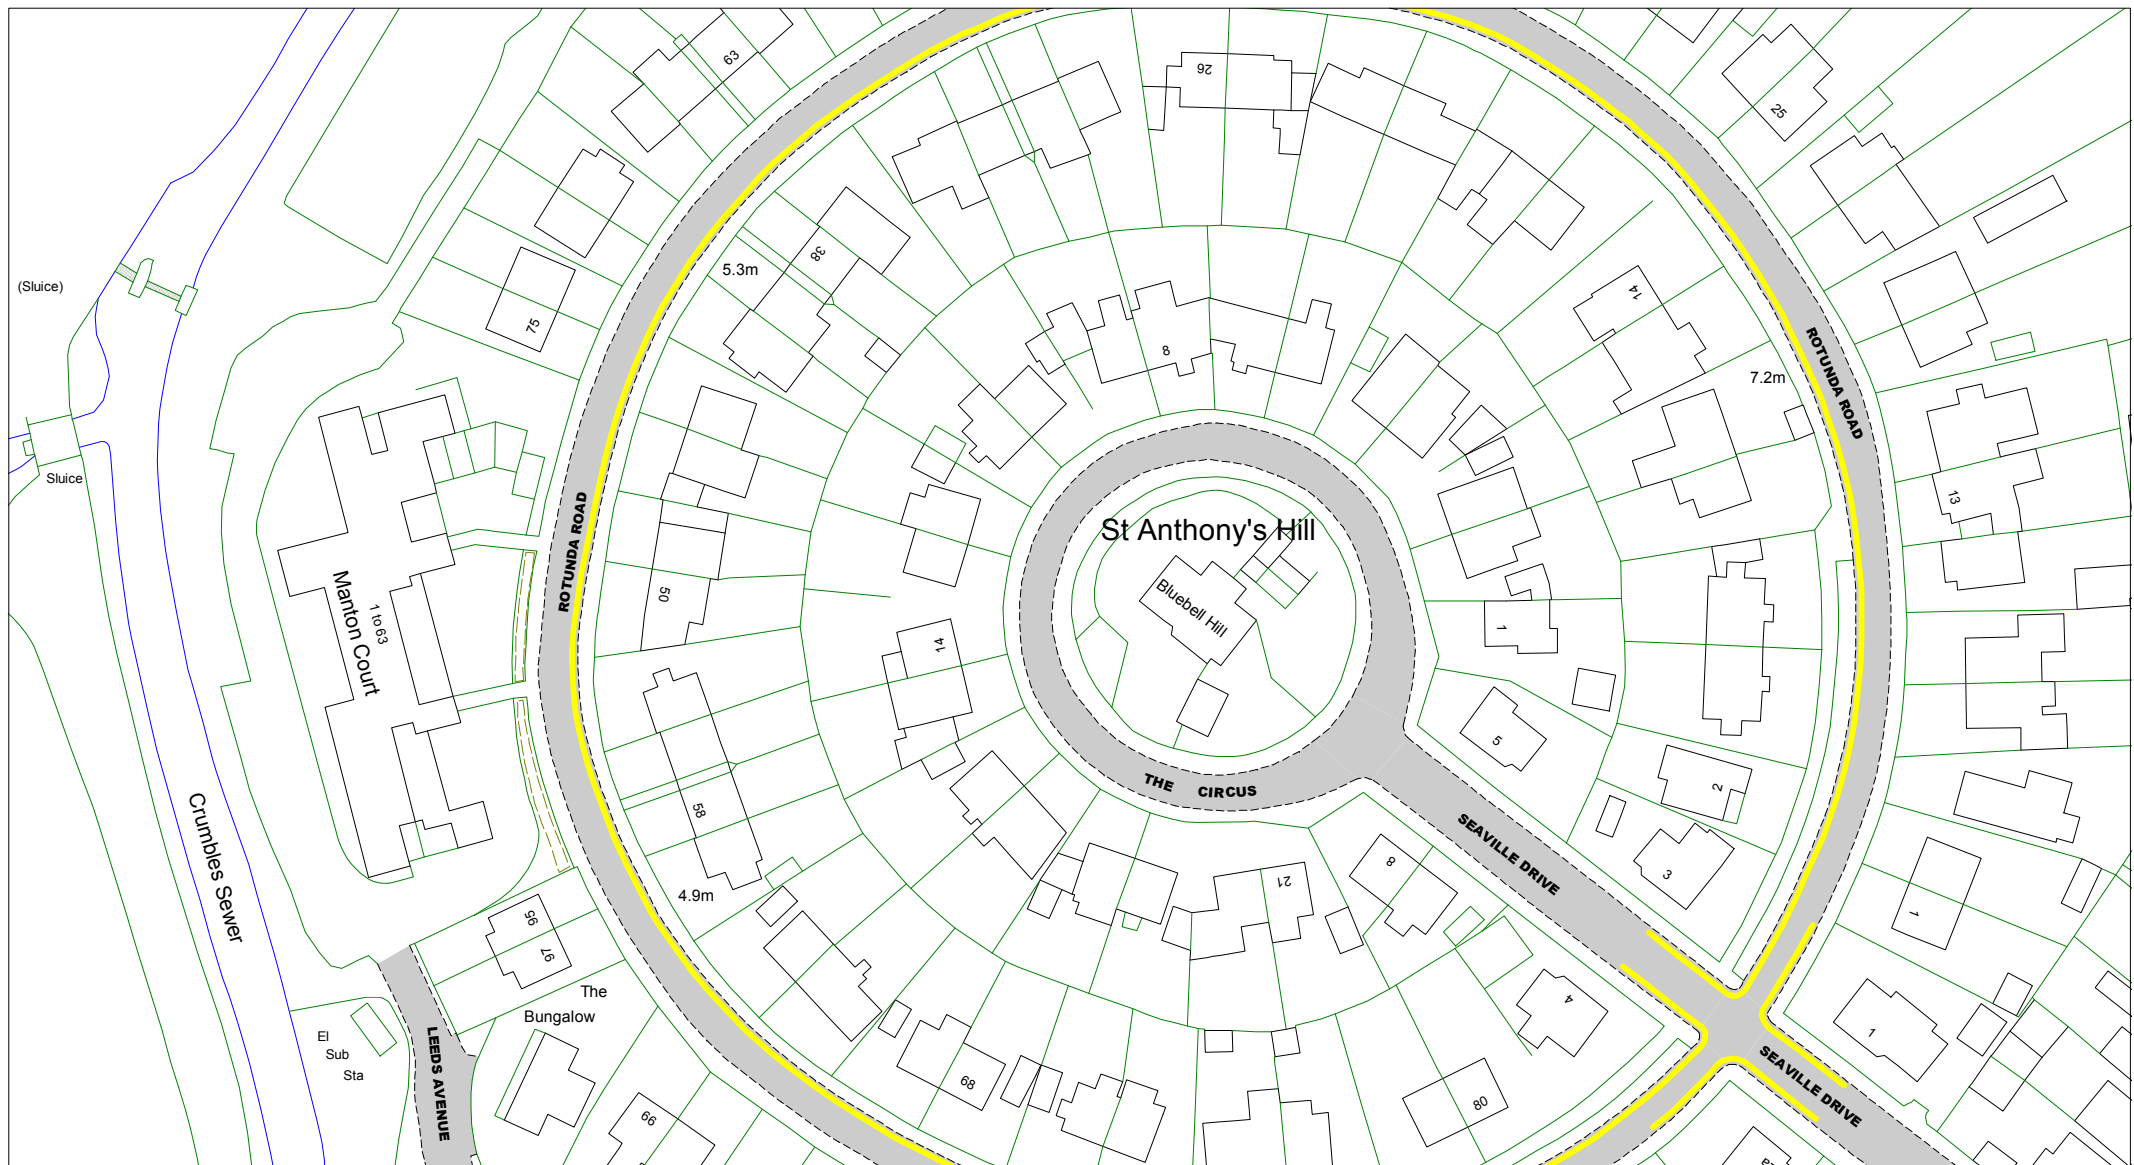 63
26
25
(Sluice)
5.3m
38
14
75
8
7.2m
ROTUNDA ROAD
Sluice
13
ROTUNDA ROAD
St Anthony's Hill
Bluebell Hill
50
1 to 63
Manton Court
14
1
5
2
THE CIRCUS
58
SEAVILLE DRIVE
8
3
21
4.9m
Crumbles Sewer
95
97
1
The
Bungalow
4
El
Sub
Sta
LEEDS AVENUE
1
SEAVILLE DRIVE
68
80
99